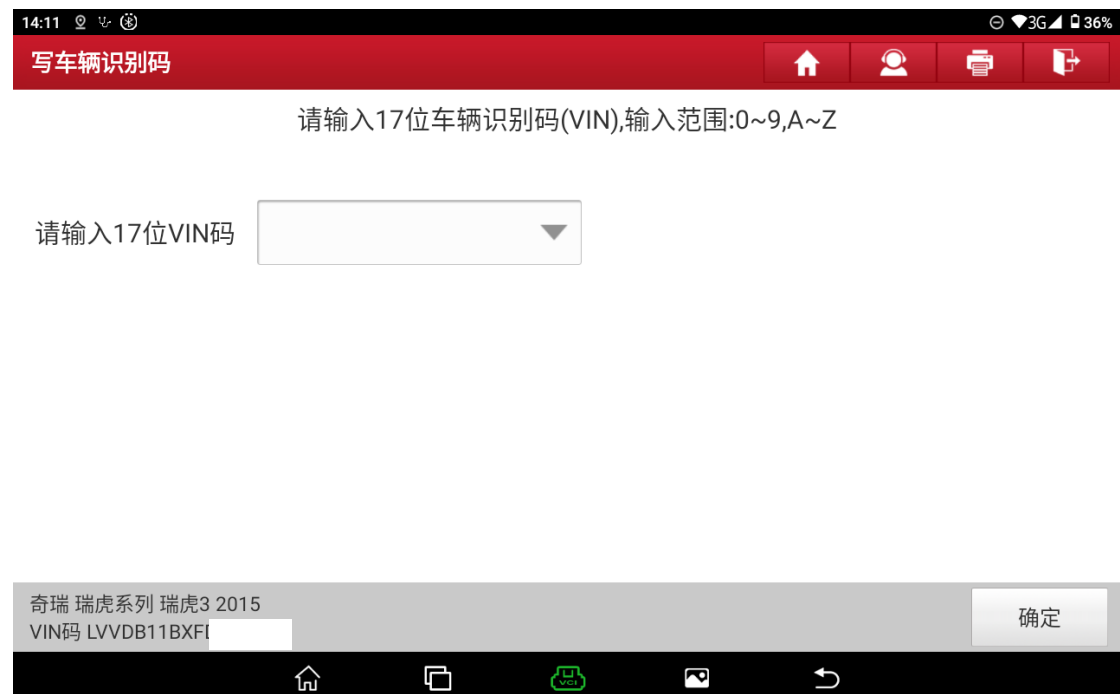 14:11 3G 36%
写车辆识别码
请输入17位车辆识别码(VIN),输入范围:0~9,A~Z
请输入17位VIN码
奇瑞 瑞虎系列 瑞虎3 2015
VIN码 LVVDB11BXF
确定
VCI